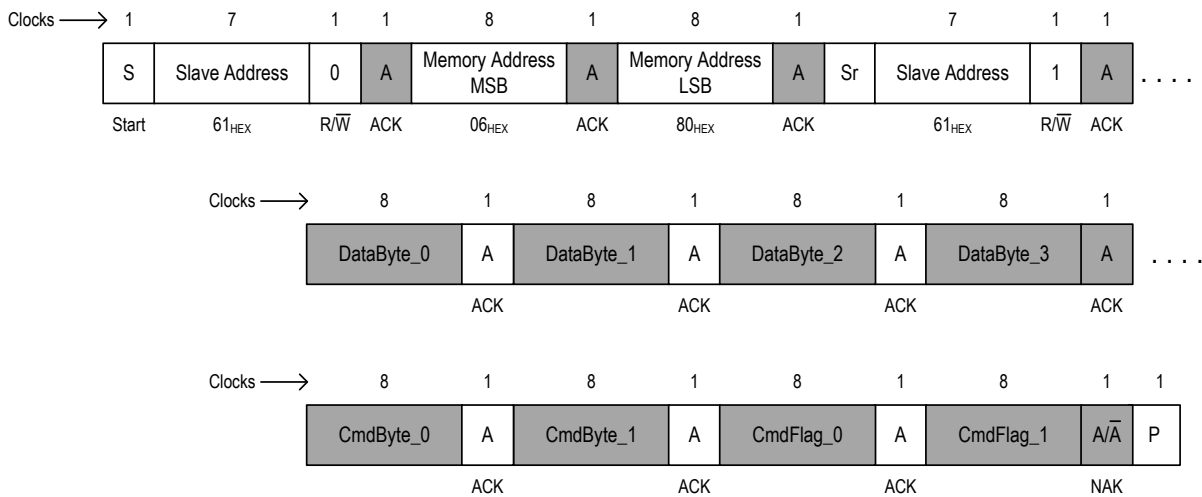 Clocks 1 7 1 1 8 1 8 1 7 1 1
S Slave Address 0 A Memory Address MSB A Memory Address LSB A Sr Slave Address 1 A . . . .
Start 61HEX R/W̅ ACK 06HEX ACK 80HEX ACK 61HEX R/W̅ ACK
Clocks 8 1 8 1 8 1 8 1
DataByte_0 A DataByte_1 A DataByte_2 A DataByte_3 A . . . .
ACK ACK ACK ACK
Clocks 8 1 8 1 8 1 8 1 1
CmdByte_0 A CmdByte_1 A CmdFlag_0 A CmdFlag_1 A/A̅ P
ACK ACK ACK NAK